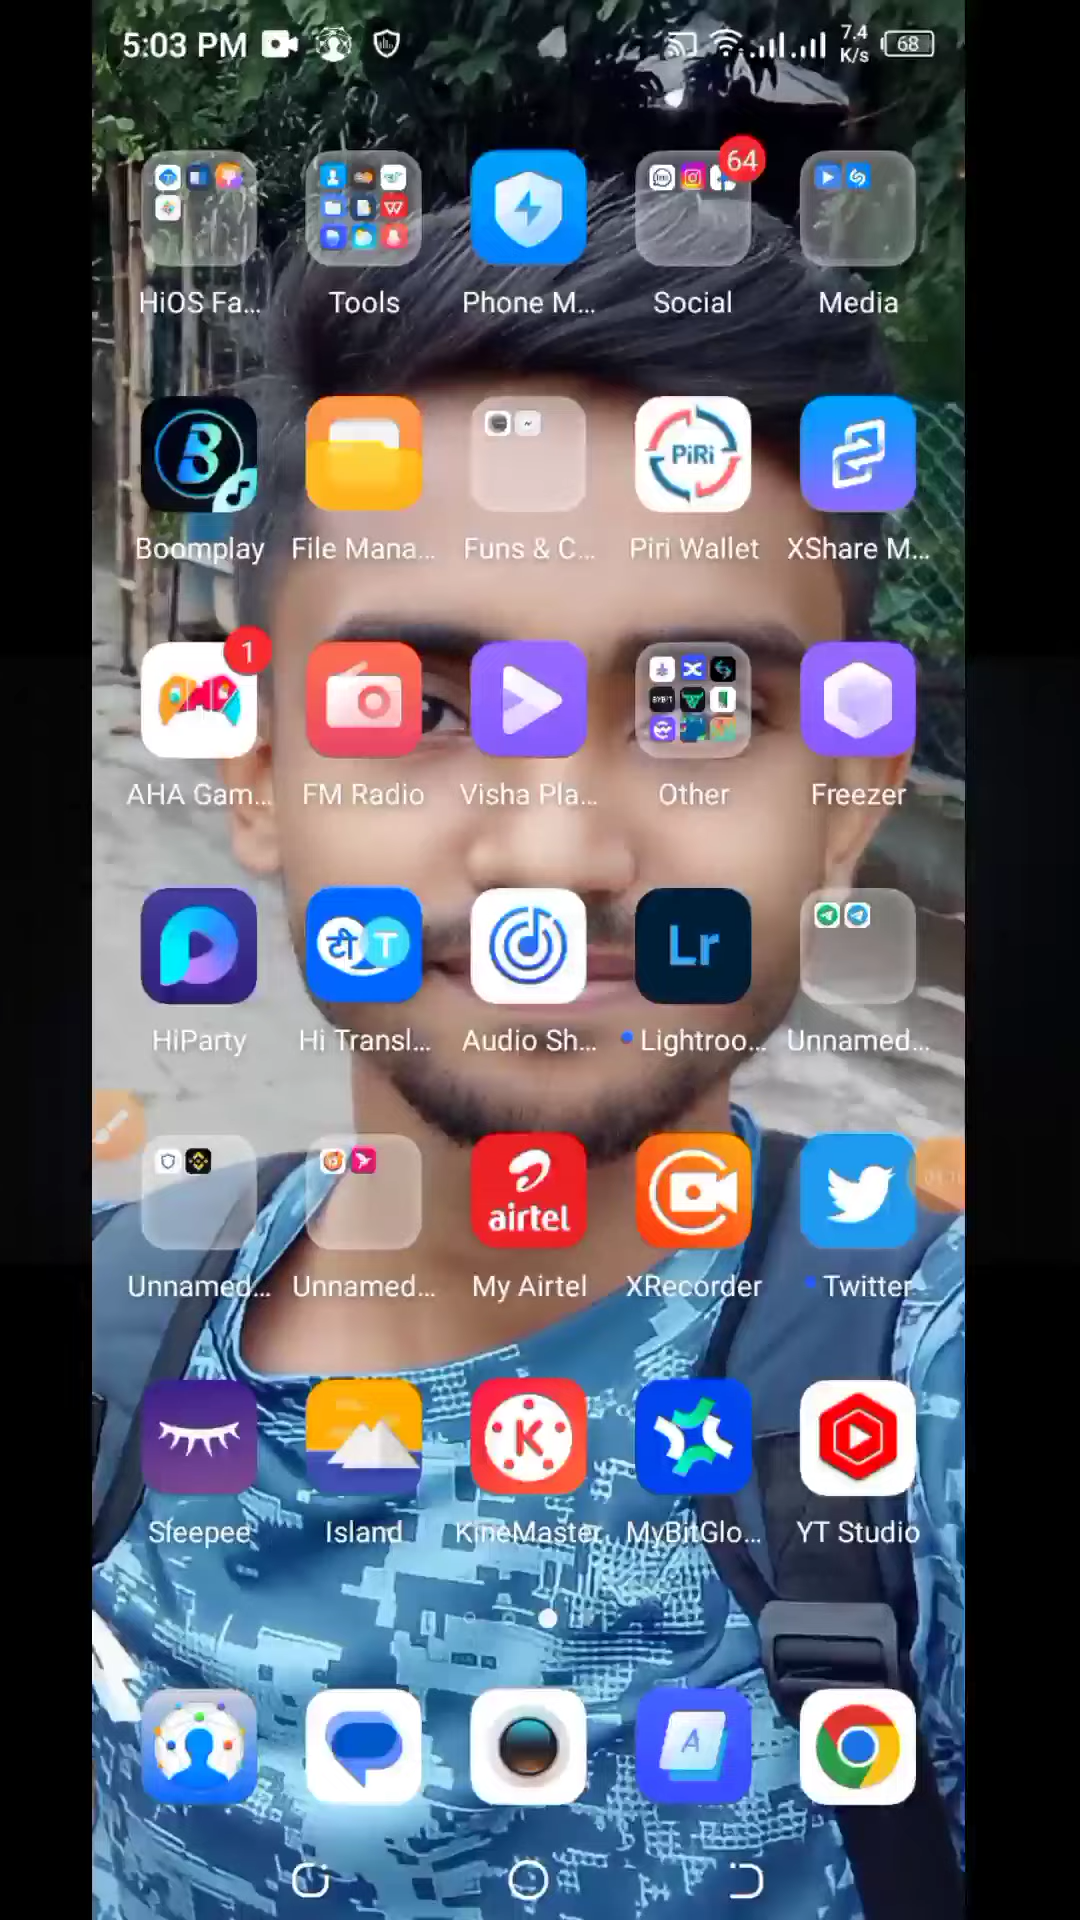 5:03 PM 7.4 K/s 68
64
HiOS Fa... Tools Phone M... Social Media
PiRi
Boomplay File Mana... Funs & C... Piri Wallet XShare M...
1
AHA Gam... FM Radio Visha Pla... Other Freezer
टी T Lr
HiParty Hi Transl... Audio Sh... Lightroo... Unnamed...
airtel
Unnamed... Unnamed... My Airtel XRecorder Twitter
K
Sleepee Island KineMaster MyBitGlo... YT Studio
A